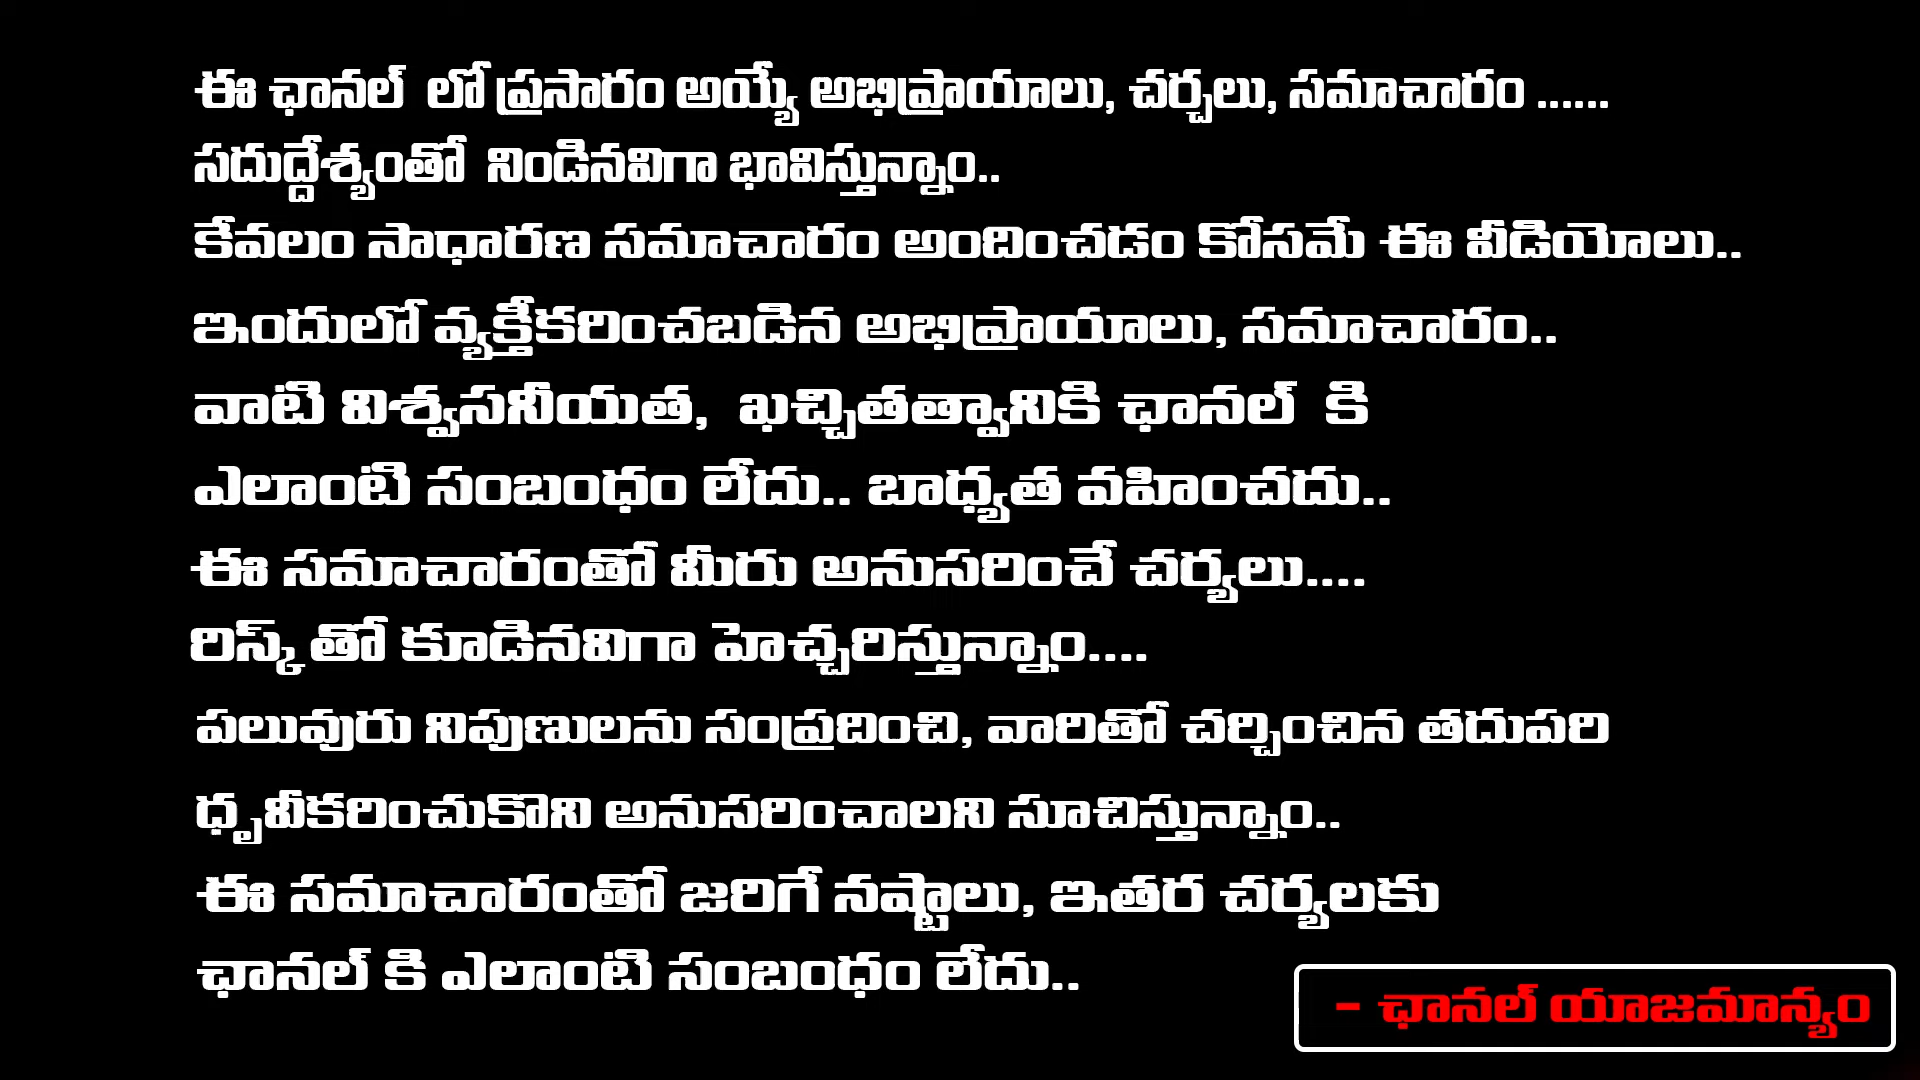 ఈ ఛానల్ లో ప్రసారం అయ్యే అభిప్రాయాలు, చర్చలు, సమాచారం ......
సదుద్దేశ్యంతో నిండినవిగా భావిస్తున్నాం..
కేవలం సాధారణ సమాచారం అందించడం కోసమే ఈ వీడియోలు..
ఇందులో వ్యక్తీకరించబడిన అభిప్రాయాలు, సమాచారం..
వాటి విశ్వసనీయత, ఖచ్చితత్వానికి ఛానల్ కి
ఎలాంటి సంబంధం లేదు.. బాధ్యత వహించదు..
ఈ సమాచారంతో మీరు అనుసరించే చర్యలు....
రిస్క్ తో కూడినవిగా హెచ్చరిస్తున్నాం....
పలువురు నిపుణులను సంప్రదించి, వారితో చర్చించిన తదుపరి
ధృవీకరించుకొని అనుసరించాలని సూచిస్తున్నాం..
ఈ సమాచారంతో జరిగే నష్టాలు, ఇతర చర్యలకు
ఛానల్ కి ఎలాంటి సంబంధం లేదు..
- ఛానల్ యాజమాన్యం